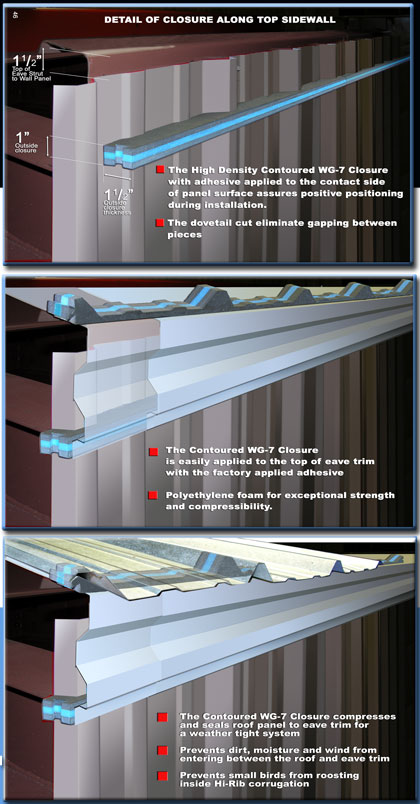 46
DETAIL OF CLOSURE ALONG TOP SIDEWALL
1 1/2"
Top of
Eave Strut
to Wall Panel
1"
Outside
closure
1 1/2"
Outside
closure
thickness
The High Density Contoured WG-7 Closure
with adhesive applied to the contact side
of panel surface assures positive positioning
during installation.
The dovetail cut eliminate gapping between
pieces
The Contoured WG-7 Closure
is easily applied to the top of eave trim
with the factory applied adhesive
Polyethylene foam for exceptional strength
and compressibility.
The Contoured WG-7 Closure compresses
and seals roof panel to eave trim for
a weather tight system
Prevents dirt, moisture and wind from
entering between the roof and eave trim
Prevents small birds from roosting
inside Hi-Rib corrugation